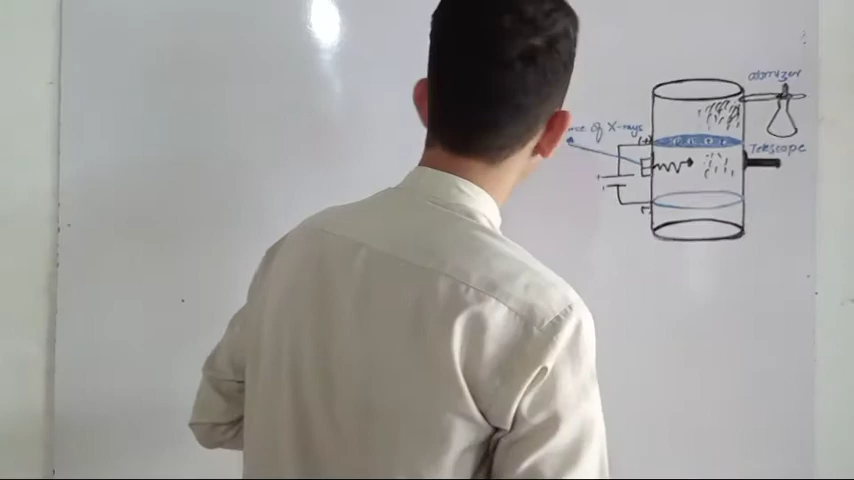 atomizer
of X-rays
Telescope
(+)
(-)